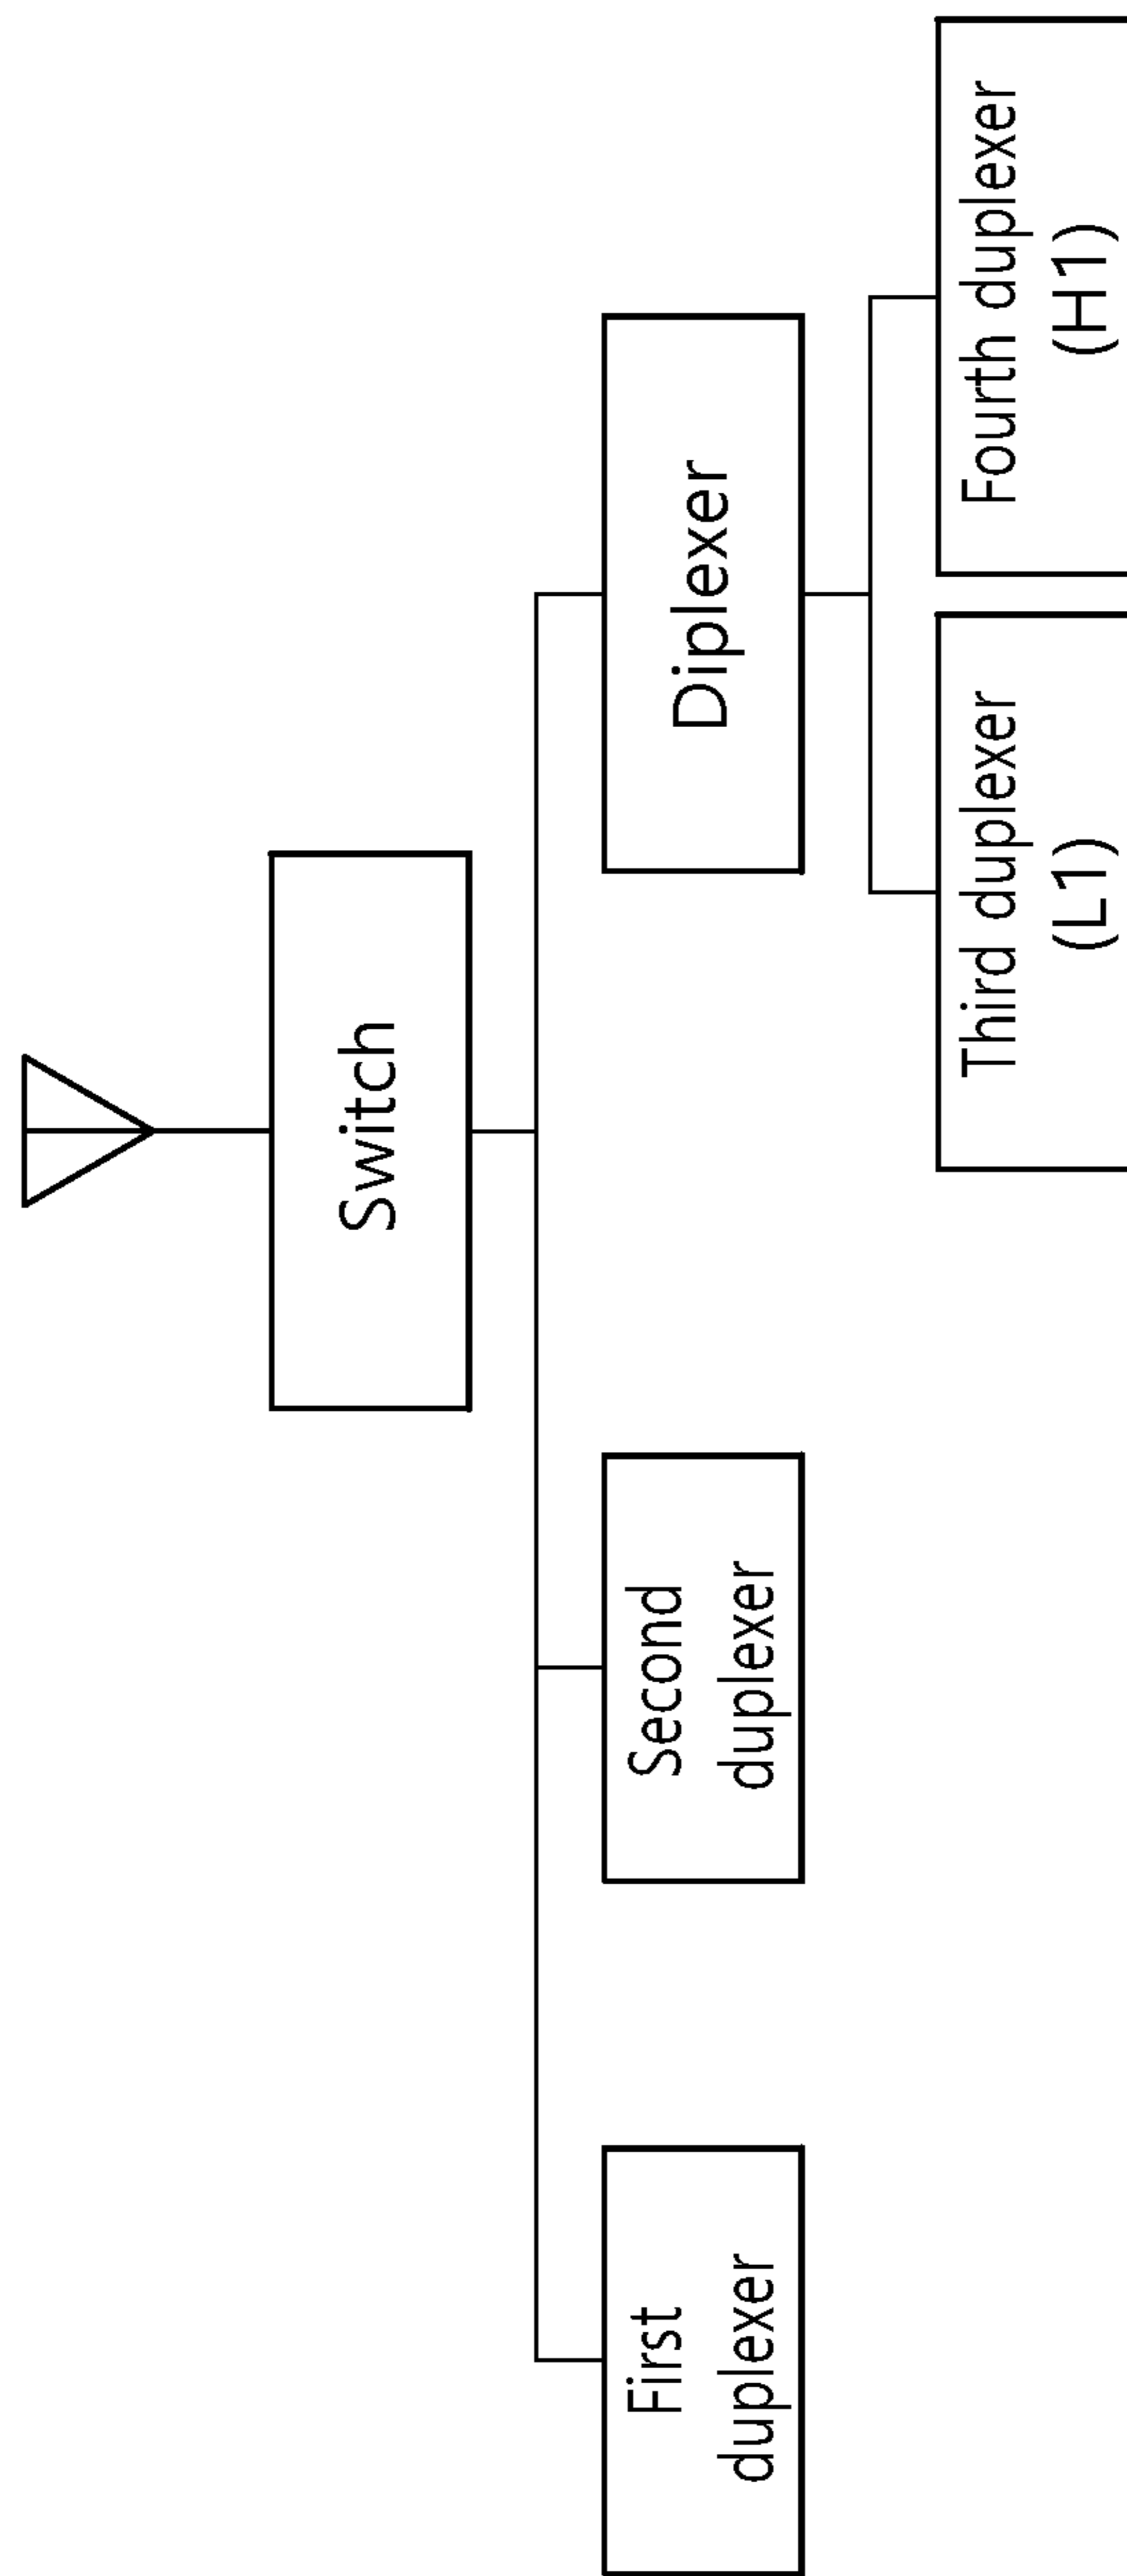 Switch
First
duplexer
Second
duplexer
Diplexer
Third duplexer
(L1)
Fourth duplexer
(H1)